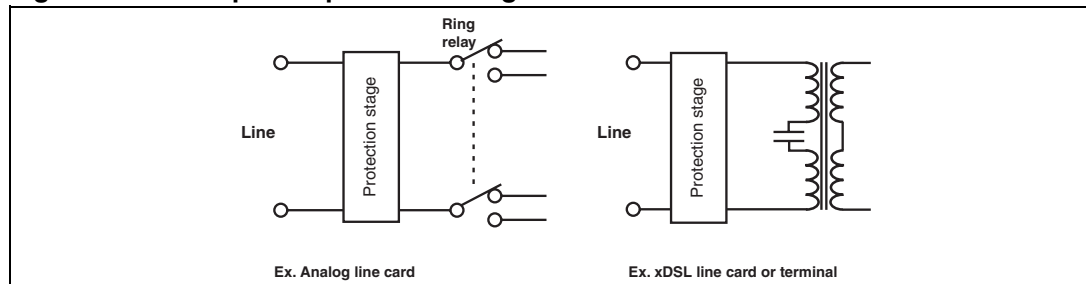 Ring
relay
Line
Protection stage
Line
Protection stage
Ex. Analog line card
Ex. xDSL line card or terminal